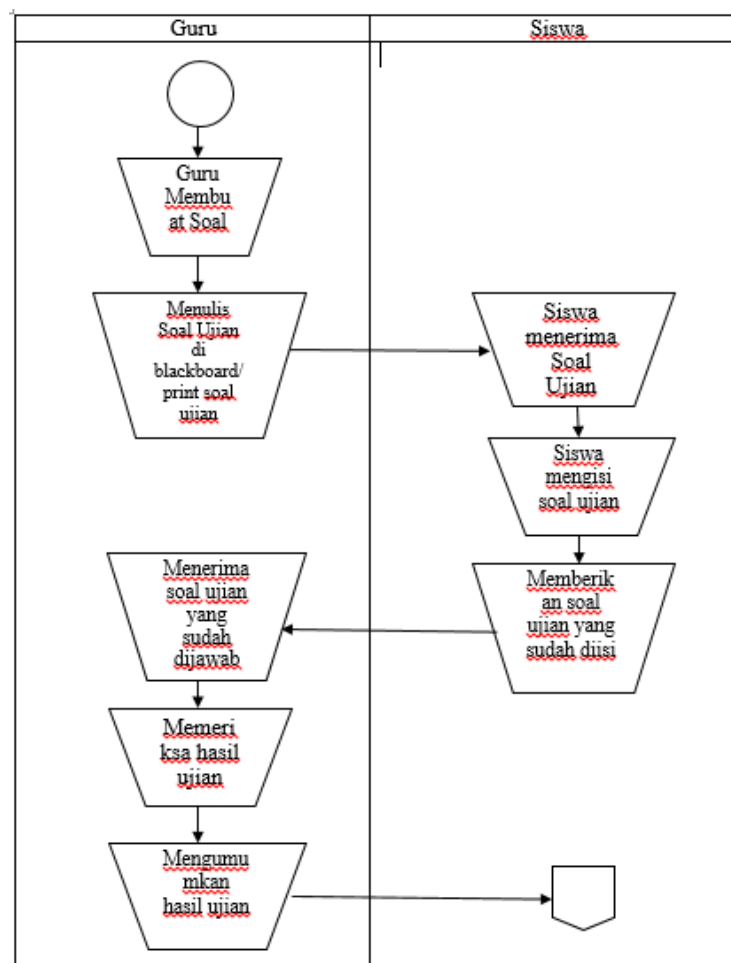 Guru
Siswa
Guru
Membu
at Soal
Menulis
Soal Ujian
di
blackboard/
print soal
ujian
Siswa
menerima
Soal
Ujian
Siswa
mengisi
soal ujian
Memberik
an soal
ujian yang
sudah diisi
Menerima
soal ujian
yang
sudah
dijawab
Memeri
ksa hasil
ujian
Mengumu
mkan
hasil ujian